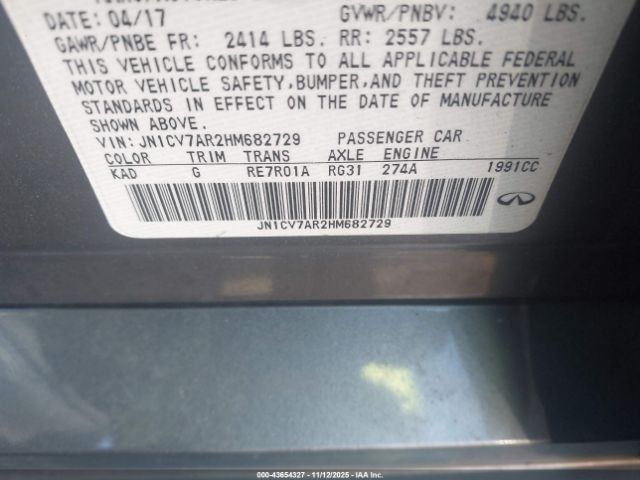 DATE: 04/17 GVWR/PNBV: 4940 LBS.
GAWR/PNBE FR: 2414 LBS. RR: 2557 LBS.
THIS VEHICLE CONFORMS TO ALL APPLICABLE FEDERAL
MOTOR VEHICLE SAFETY,BUMPER,AND THEFT PREVENTION
STANDARDS IN EFFECT ON THE DATE OF MANUFACTURE
SHOWN ABOVE.
VIN: JN1CV7AR2HM682729 PASSENGER CAR
COLOR TRIM TRANS AXLE ENGINE
KAD G RE7R01A RG31 274A 1991CC
JN1CV7AR2HM682729
000-43654327 - 11/12/2025 - IAA Inc.